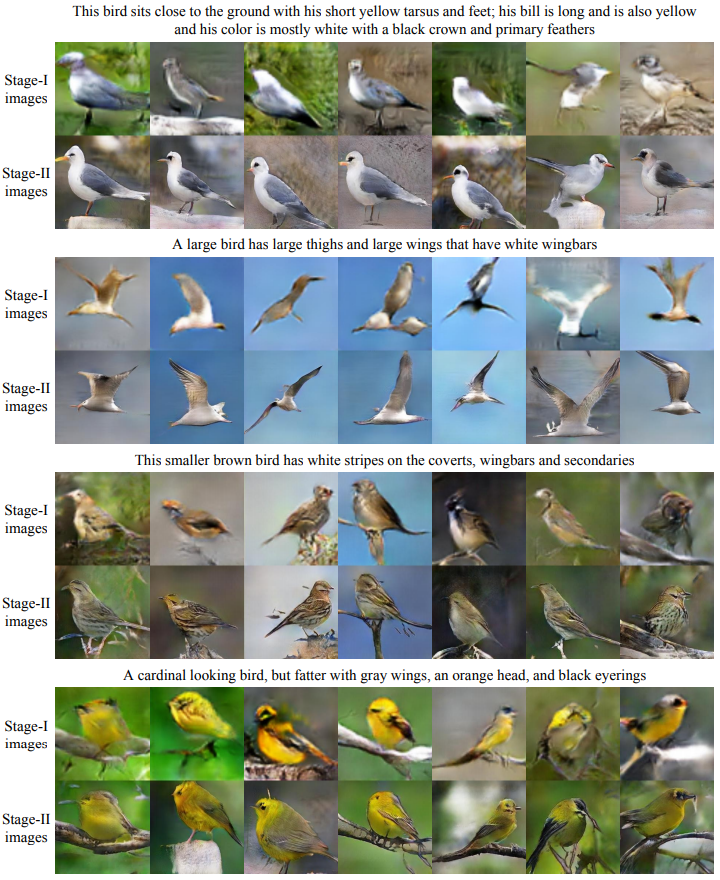 This bird sits close to the ground with his short yellow tarsus and feet; his bill is long and is also yellow
and his color is mostly white with a black crown and primary feathers
Stage-I
images
Stage-II
images
A large bird has large thighs and large wings that have white wingbars
Stage-I
images
Stage-II
images
This smaller brown bird has white stripes on the coverts, wingbars and secondaries
Stage-I
images
Stage-II
images
A cardinal looking bird, but fatter with gray wings, an orange head, and black eyerings
Stage-I
images
Stage-II
images